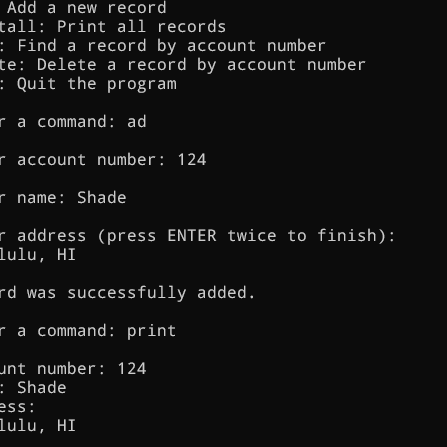 Add a new record
tall: Print all records
: Find a record by account number
te: Delete a record by account number
: Quit the program
r a command: ad
r account number: 124
r name: Shade
r address (press ENTER twice to finish):
lulu, HI
rd was successfully added.
r a command: print
unt number: 124
: Shade
ess:
lulu, HI